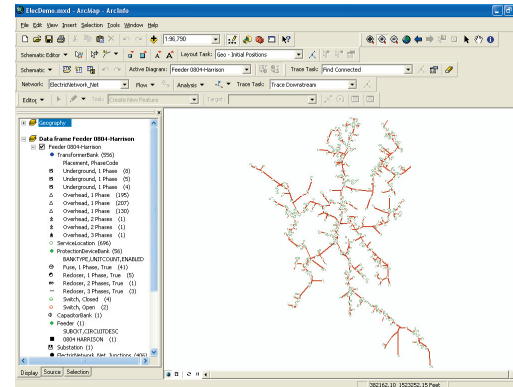 ElecDemo.mxd - ArcMap - ArcInfo
File Edit View Insert Selection Tools Window Help
1:96,790
Schematic Editor Layout Task: Geo - Initial Positions
Schematic Active Diagram: Feeder 0804-Harrison Trace Task: Find Connected
Network: ElectricNetwork_Net Flow Analysis Trace Task: Trace Downstream
Editor Task: Create New Feature Target:
Geography
Data frame Feeder 0804-Harrison
Feeder 0804-Harrison
TransformerBank (556)
Placement, PhaseCode
Underground, 1 Phase (8)
Underground, 1 Phase (5)
Underground, 1 Phase (4)
Overhead, 1 Phase (195)
Overhead, 1 Phase (207)
Overhead, 1 Phase (130)
Overhead, 2 Phases (1)
Overhead, 2 Phases (1)
Overhead, 3 Phases (1)
ServiceLocation (696)
ProtectionDeviceBank (56)
BANKTYPE,UNITCOUNT,ENABLED
Fuse, 1 Phase, True (41)
Recloser, 1 Phase, True (5)
Recloser, 2 Phases, True (1)
Recloser, 3 Phases, True (3)
Switch, Closed (4)
Switch, Open (2)
CapacitorBank (1)
Feeder (1)
SUBCKT,CIRCUITDESC
0804 HARRISON (1)
Substation (1)
ElectricNetwork_Net_Junctions (406)
Display Source Selection
382162.10 1523252.15 Feet